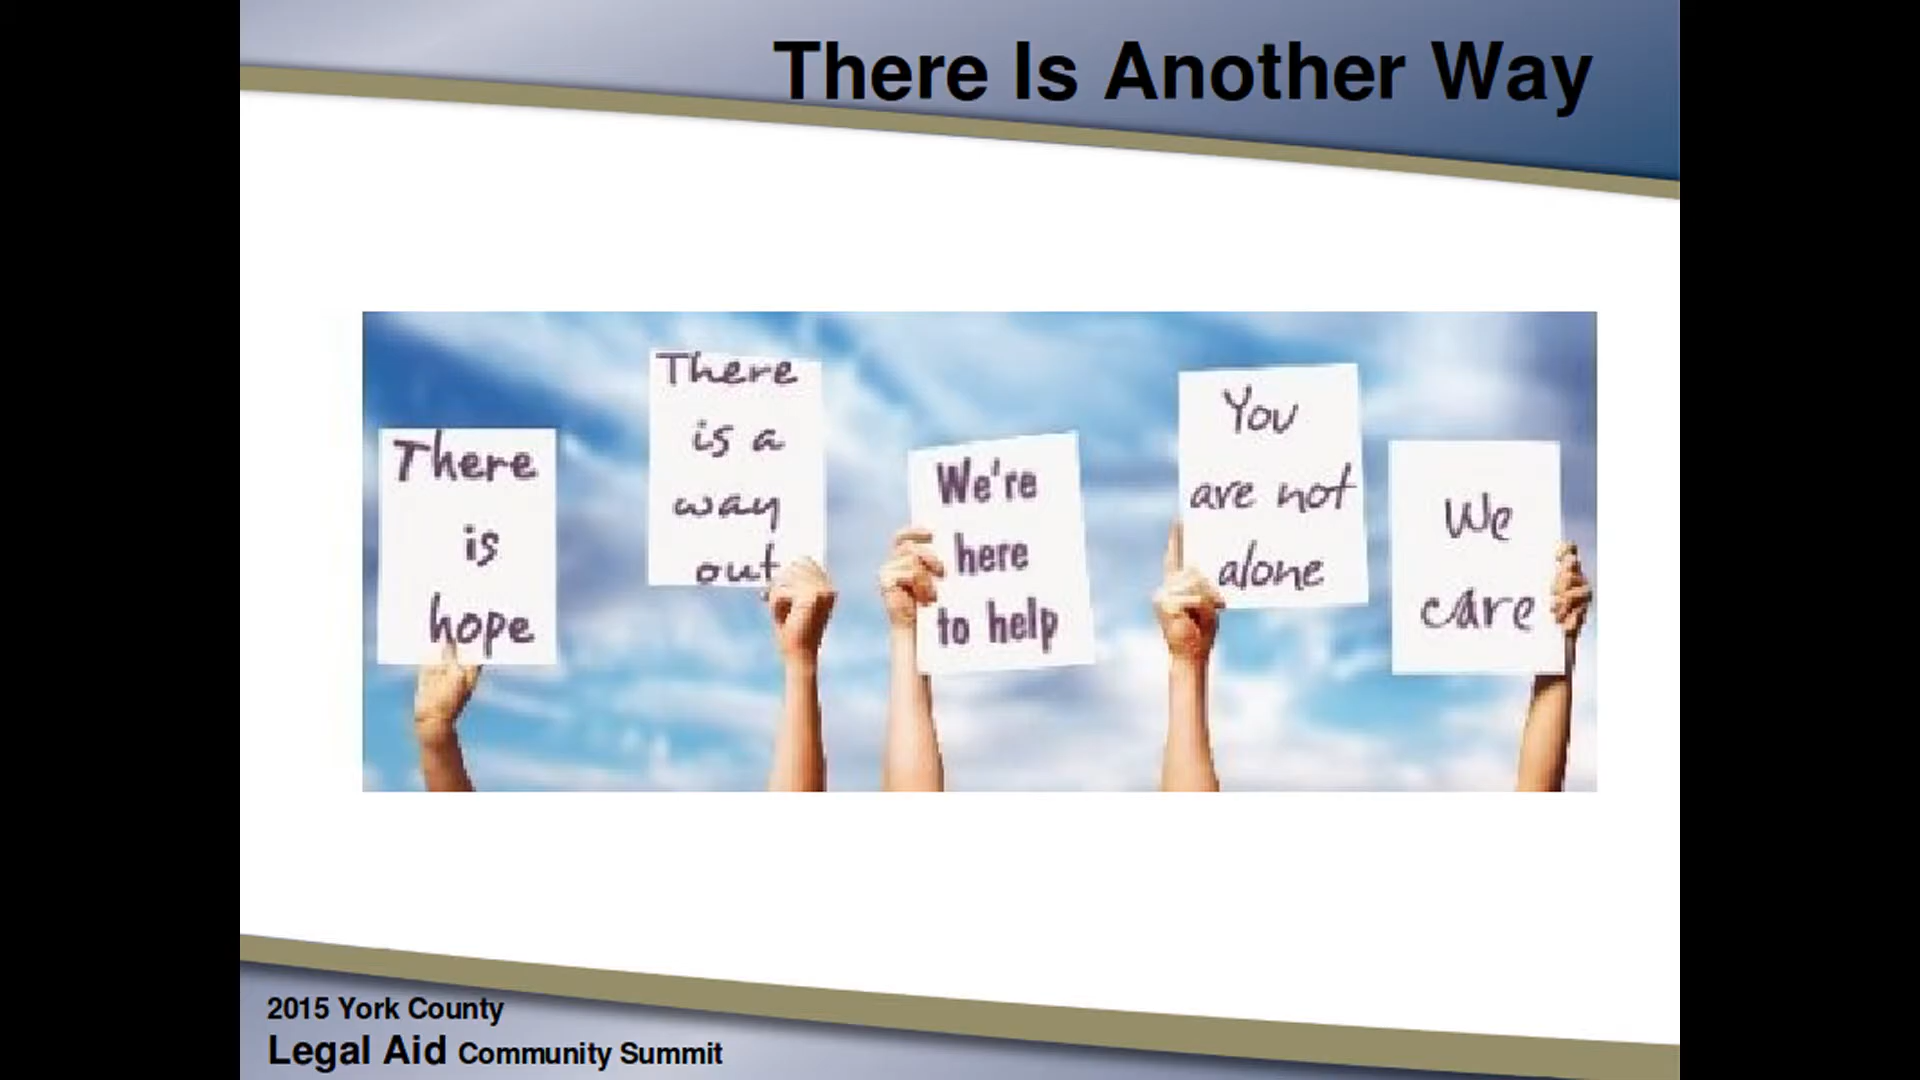 There Is Another Way
There
is
hope
There
is a
way
out
We're
here
to help
You
are not
alone
We
care
2015 York County
Legal Aid Community Summit